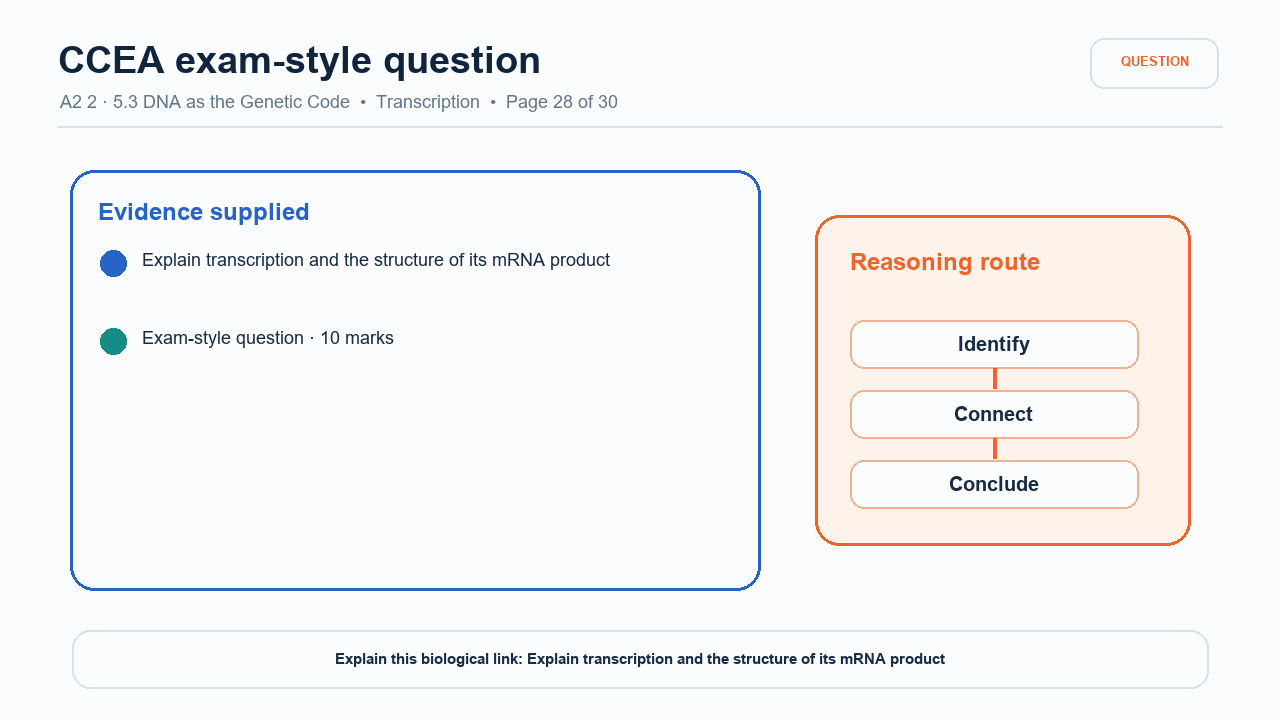 CCEA exam-style question
QUESTION
A2 2 · 5.3 DNA as the Genetic Code • Transcription • Page 28 of 30
Evidence supplied
Explain transcription and the structure of its mRNA product
Exam-style question · 10 marks
Reasoning route
Identify
Connect
Conclude
Explain this biological link: Explain transcription and the structure of its mRNA product